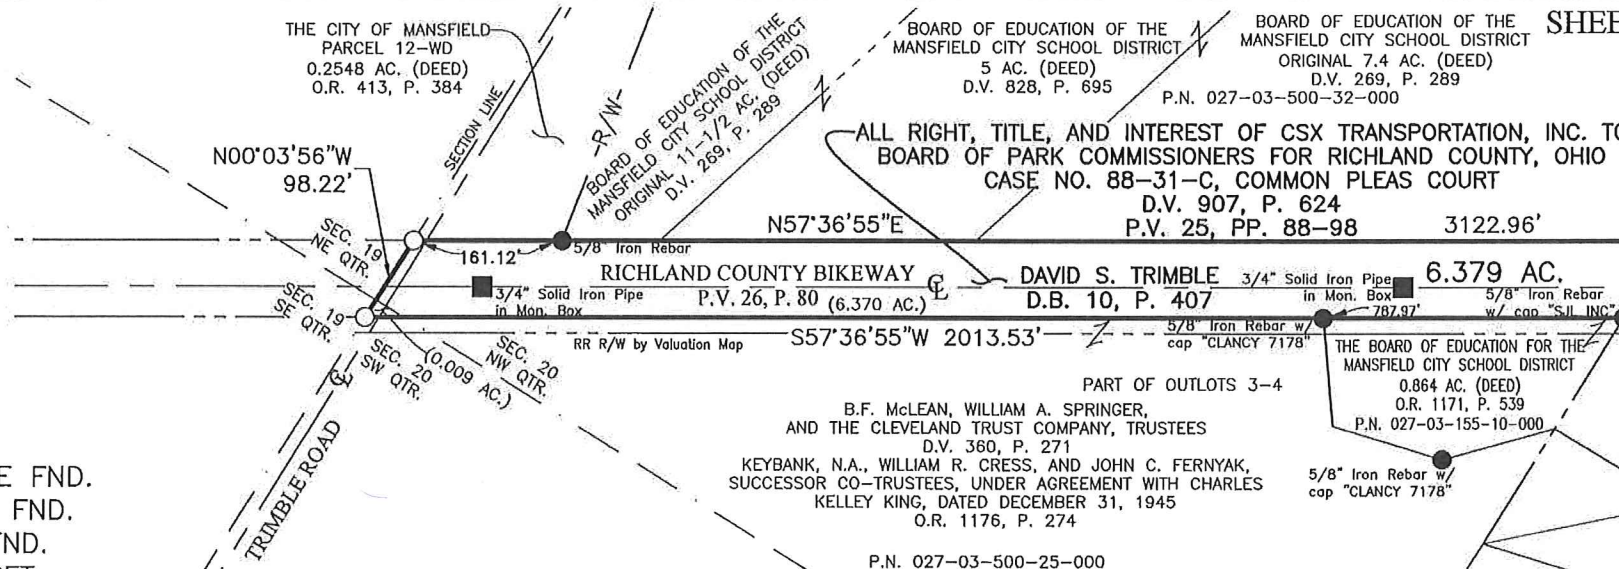 THE CITY OF MANSFIELD
PARCEL 12-WD
0.2548 AC. (DEED)
O.R. 413, P. 384
SECTION LINE
-R/W-
BOARD OF EDUCATION OF THE
MANSFIELD CITY SCHOOL DISTRICT
ORIGINAL 11-1/2 AC. (DEED)
D.V. 269, P. 289
BOARD OF EDUCATION OF THE
MANSFIELD CITY SCHOOL DISTRICT
5 AC. (DEED)
D.V. 828, P. 695
BOARD OF EDUCATION OF THE
MANSFIELD CITY SCHOOL DISTRICT
ORIGINAL 7.4 AC. (DEED)
D.V. 269, P. 289
P.N. 027-03-500-32-000
SHEE
ALL RIGHT, TITLE, AND INTEREST OF CSX TRANSPORTATION, INC. TO
BOARD OF PARK COMMISSIONERS FOR RICHLAND COUNTY, OHIO
CASE NO. 88-31-C, COMMON PLEAS COURT
D.V. 907, P. 624
P.V. 25, PP. 88-98
N00°03'56"W
98.22'
N57°36'55"E
3122.96'
SEC. 19
NE QTR.
161.12'
5/8" Iron Rebar
3/4" Solid Iron Pipe
in Mon. Box
RICHLAND COUNTY BIKEWAY
P.V. 26, P. 80 (6.370 AC.)
℄
DAVID S. TRIMBLE
D.B. 10, P. 407
3/4" Solid Iron Pipe
in Mon. Box
6.379 AC.
5/8" Iron Rebar
w/ cap "SJL INC"
787.97'
SEC. 19
SE QTR.
SEC. 20
SW QTR.
(0.009 AC.)
SEC. 20
NW QTR.
RR R/W by Valuation Map
S57°36'55"W 2013.53'
5/8" Iron Rebar w/
cap "CLANCY 7178"
THE BOARD OF EDUCATION FOR THE
MANSFIELD CITY SCHOOL DISTRICT
0.864 AC. (DEED)
O.R. 1171, P. 539
P.N. 027-03-155-10-000
PART OF OUTLOTS 3-4
B.F. McLEAN, WILLIAM A. SPRINGER,
AND THE CLEVELAND TRUST COMPANY, TRUSTEES
D.V. 360, P. 271
KEYBANK, N.A., WILLIAM R. CRESS, AND JOHN C. FERNYAK,
SUCCESSOR CO-TRUSTEES, UNDER AGREEMENT WITH CHARLES
KELLEY KING, DATED DECEMBER 31, 1945
O.R. 1176, P. 274
P.N. 027-03-500-25-000
5/8" Iron Rebar w/
cap "CLANCY 7178"
℄
TRIMBLE ROAD
E FND.
FND.